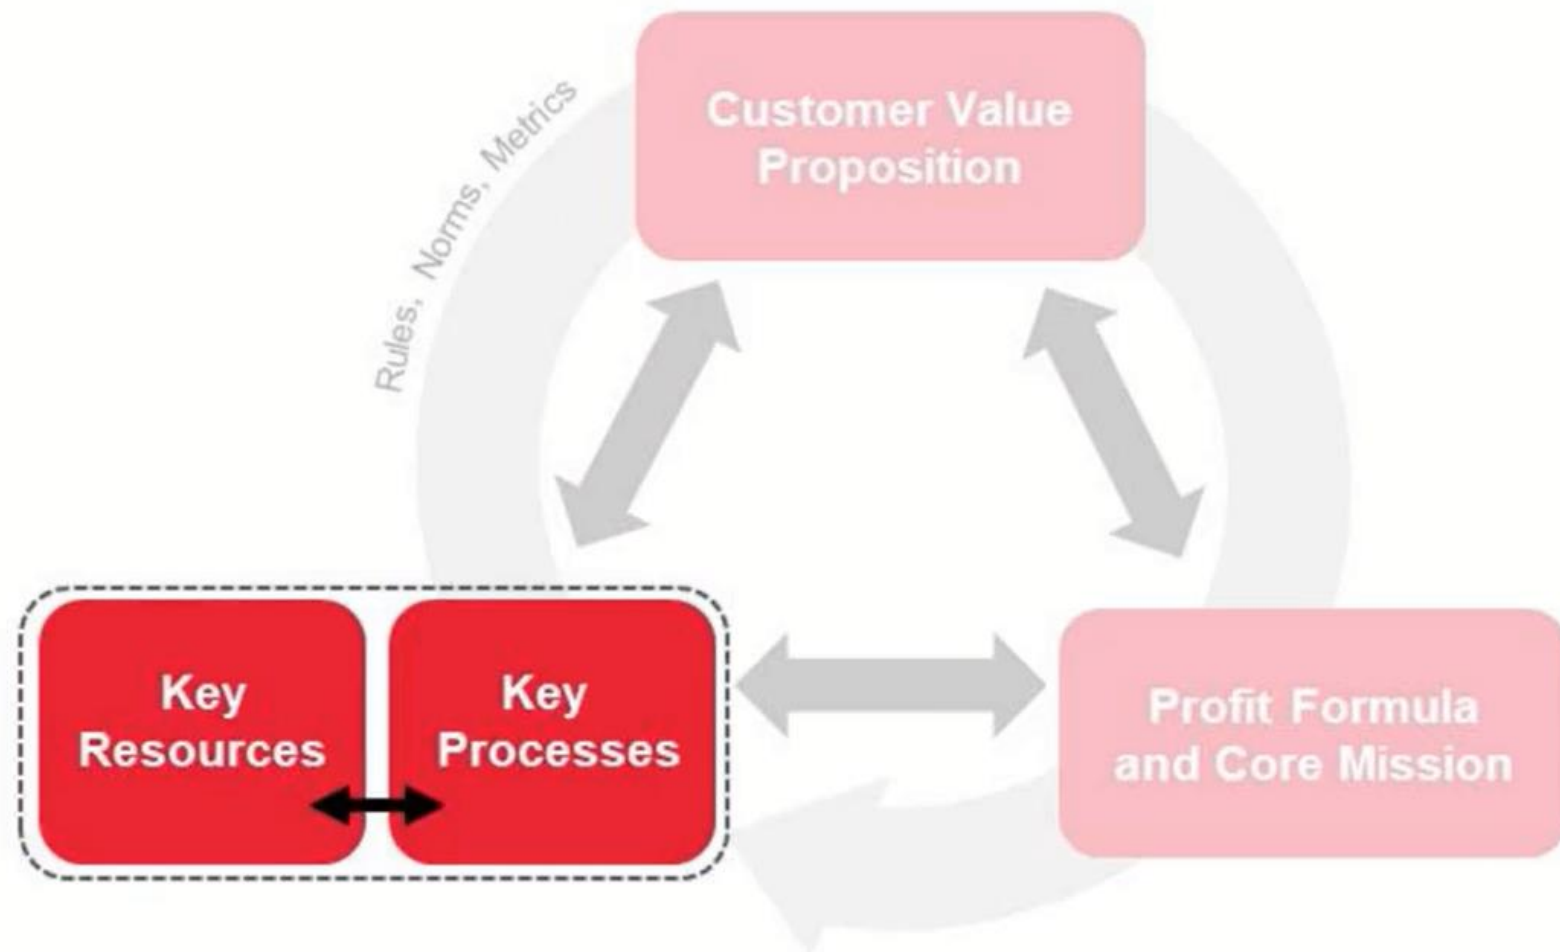 Rules, Norms, Metrics
Customer Value
Proposition
Key
Resources
Key
Processes
Profit Formula
and Core Mission